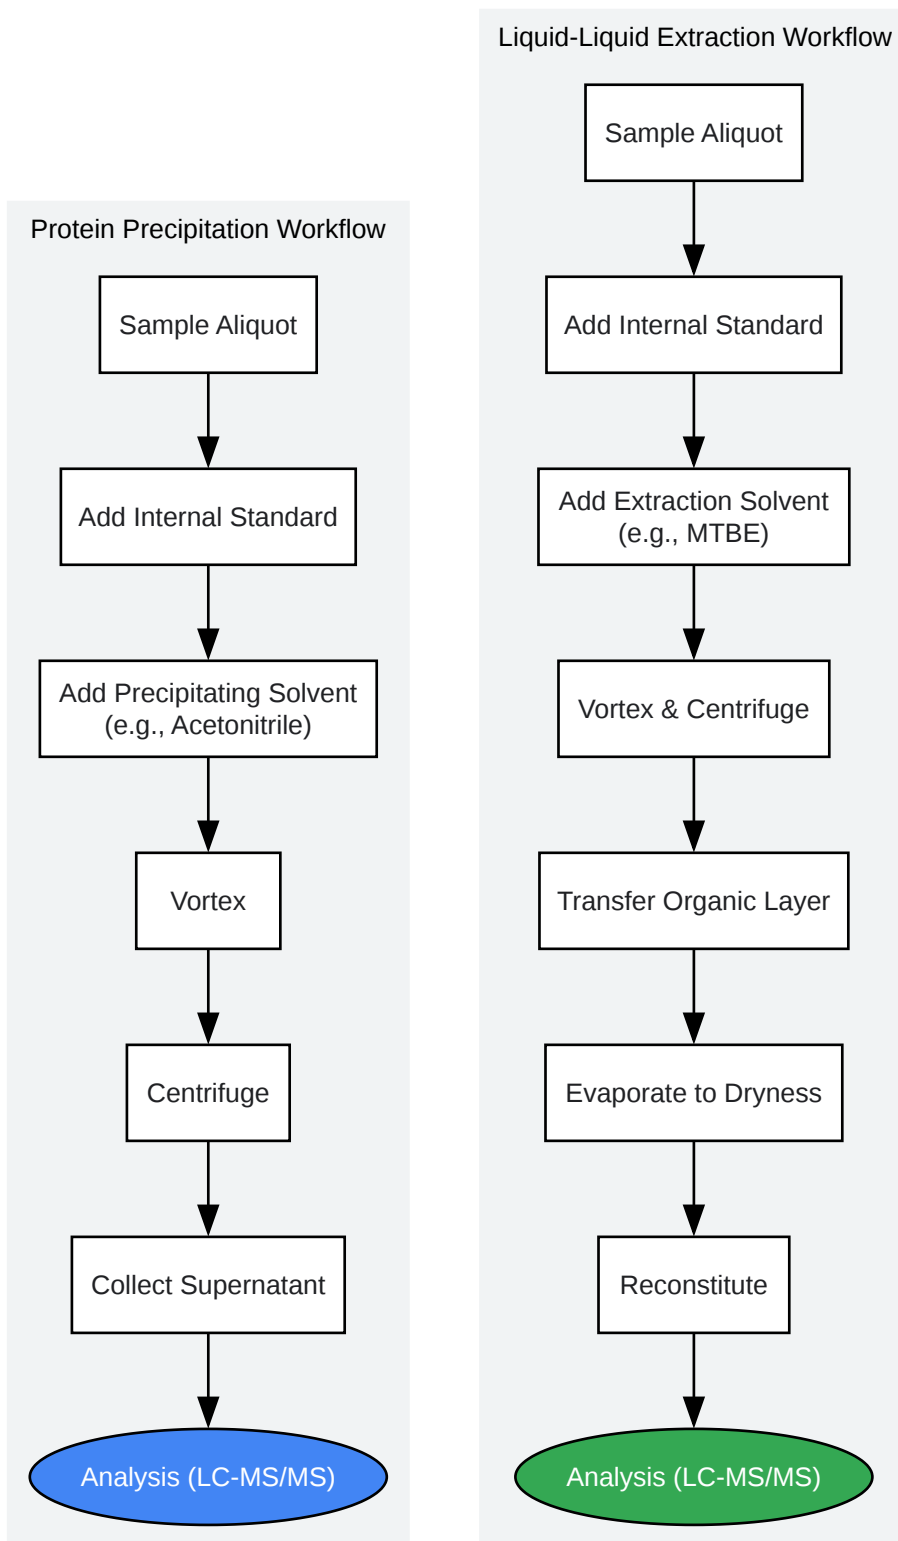 Protein Precipitation Workflow
Sample Aliquot
Add Internal Standard
Add Precipitating Solvent
(e.g., Acetonitrile)
Vortex
Centrifuge
Collect Supernatant
Analysis (LC-MS/MS)
Liquid-Liquid Extraction Workflow
Sample Aliquot
Add Internal Standard
Add Extraction Solvent
(e.g., MTBE)
Vortex & Centrifuge
Transfer Organic Layer
Evaporate to Dryness
Reconstitute
Analysis (LC-MS/MS)